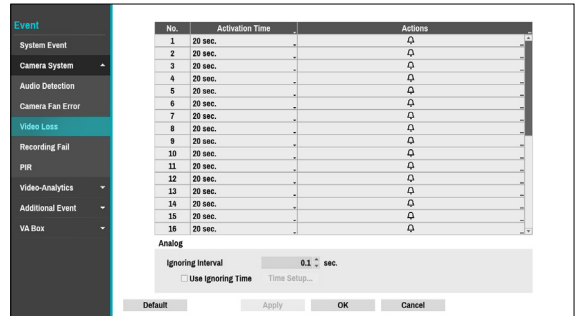 Event
System Event
Camera System
Audio Detection
Camera Fan Error
Video Loss
Recording Fail
PIR
Video-Analytics
Additional Event
VA Box
No. Activation Time Actions
1 20 sec.
2 20 sec.
3 20 sec.
4 20 sec.
5 20 sec.
6 20 sec.
7 20 sec.
8 20 sec.
9 20 sec.
10 20 sec.
11 20 sec.
12 20 sec.
13 20 sec.
14 20 sec.
15 20 sec.
16 20 sec.
Analog
Ignoring Interval 0.1 sec.
Use Ignoring Time Time Setup...
Default Apply OK Cancel